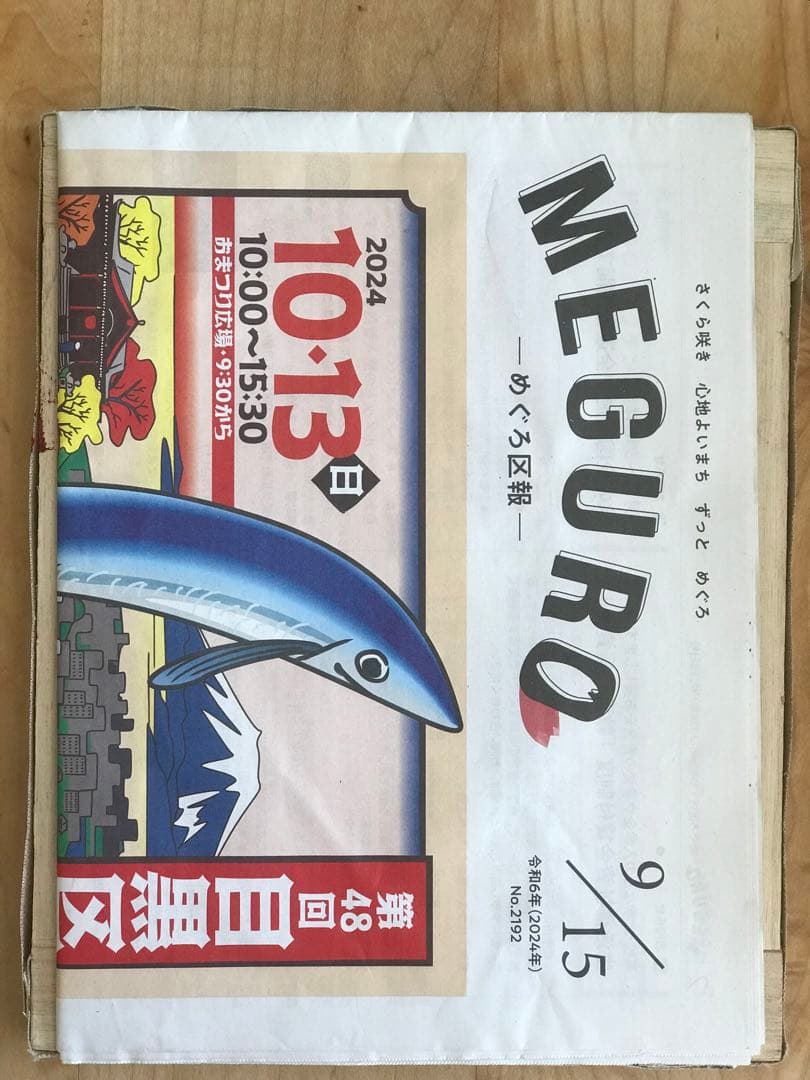 さくら咲き　心地よいまち　ずっと　めぐろ
MEGURO
―めぐろ区報―
9/15
令和6年(2024年)
No.2192
2024
10・13日
10:00〜15:30
おまつり広場・9:30から
第48回
目黒区